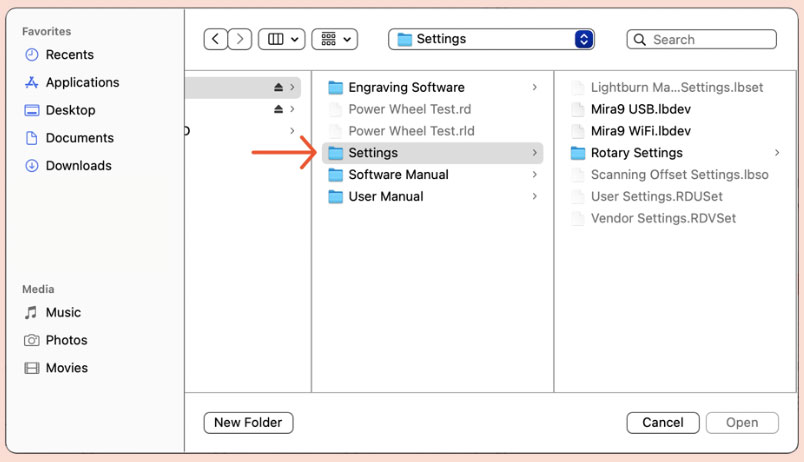 Favorites
Recents
Applications
Desktop
Documents
Downloads
Media
Music
Photos
Movies
Settings
Search
D
Engraving Software
Power Wheel Test.rd
Power Wheel Test.rld
Settings
Software Manual
User Manual
Lightburn Ma...Settings.lbset
Mira9 USB.lbdev
Mira9 WiFi.lbdev
Rotary Settings
Scanning Offset Settings.lbso
User Settings.RDUSet
Vendor Settings.RDVSet
New Folder
Cancel
Open